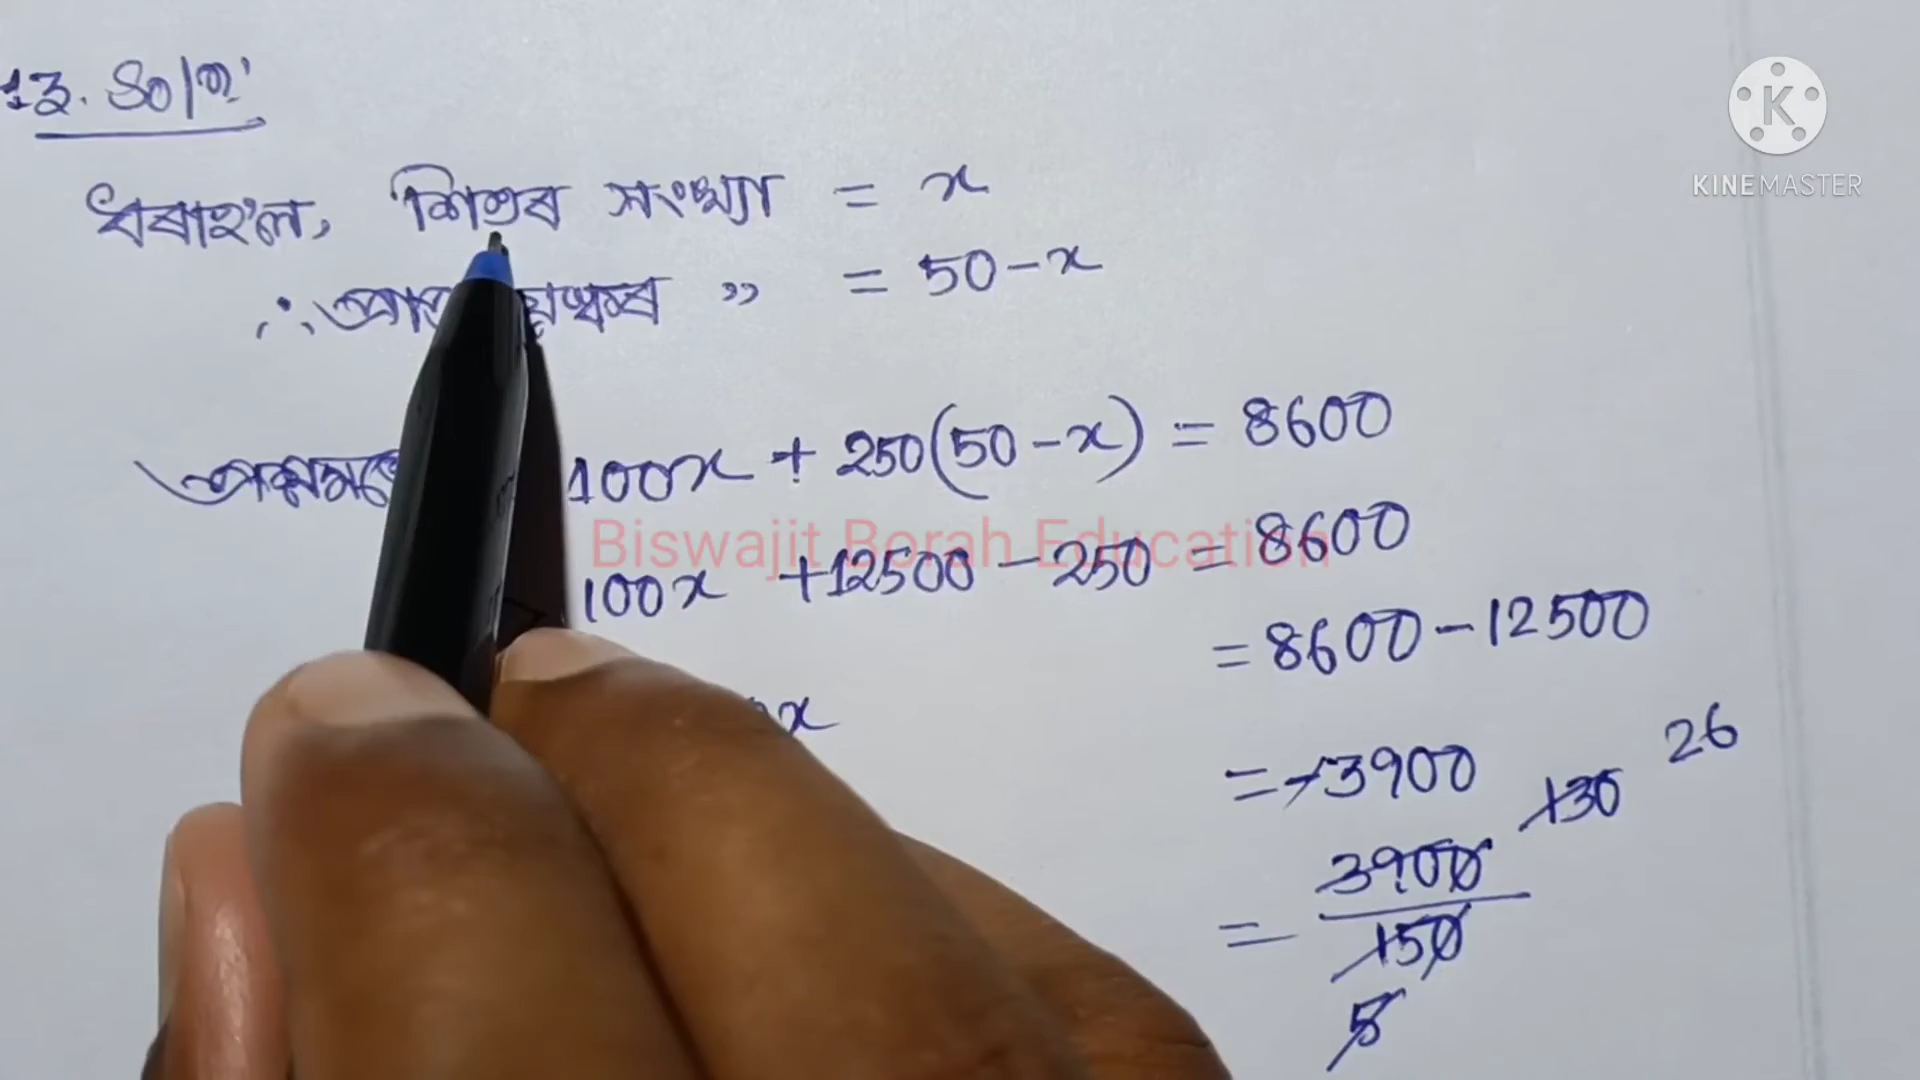 13. Solⁿ:
KINEMASTER
ধৰাহ'ল, শিশুৰ সংখ্যা = x
= 50 - x
100x + 250(50 - x) = 8600
Biswajit Borah Education
100x + 12500 - 250 = 8600
= 8600 - 12500
x
= -3900
130 26
= 3900
150
5